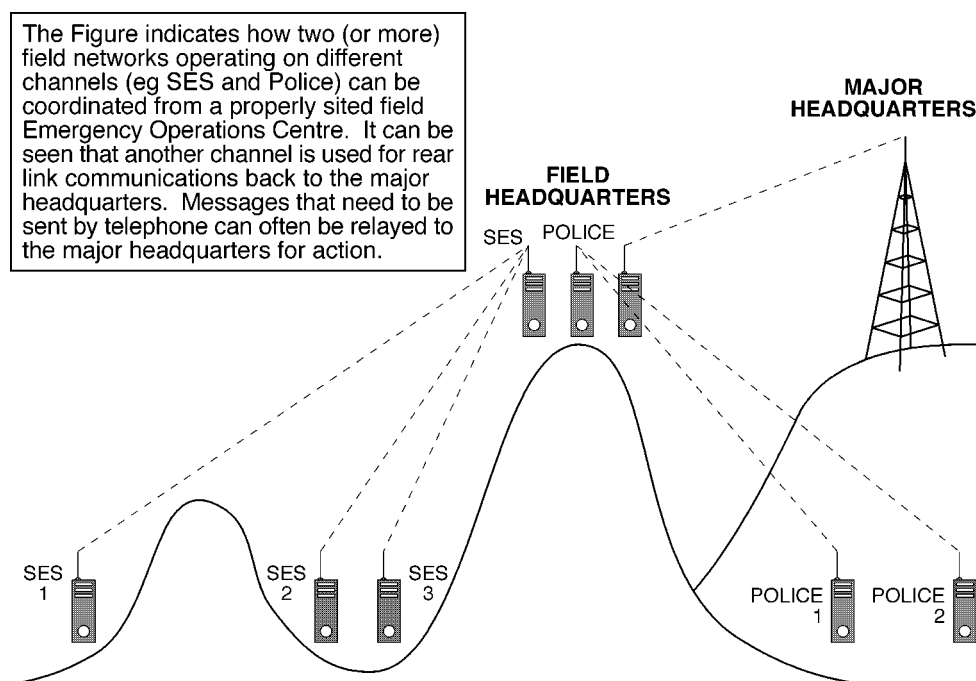 The Figure indicates how two (or more)
field networks operating on different
channels (eg SES and Police) can be
coordinated from a properly sited field
Emergency Operations Centre.  It can be
seen that another channel is used for rear
link communications back to the major
headquarters.  Messages that need to be
sent by telephone can often be relayed to
the major headquarters for action.
MAJOR
HEADQUARTERS
FIELD
HEADQUARTERS
SES
POLICE
SES
1
SES
2
SES
3
POLICE
1
POLICE
2